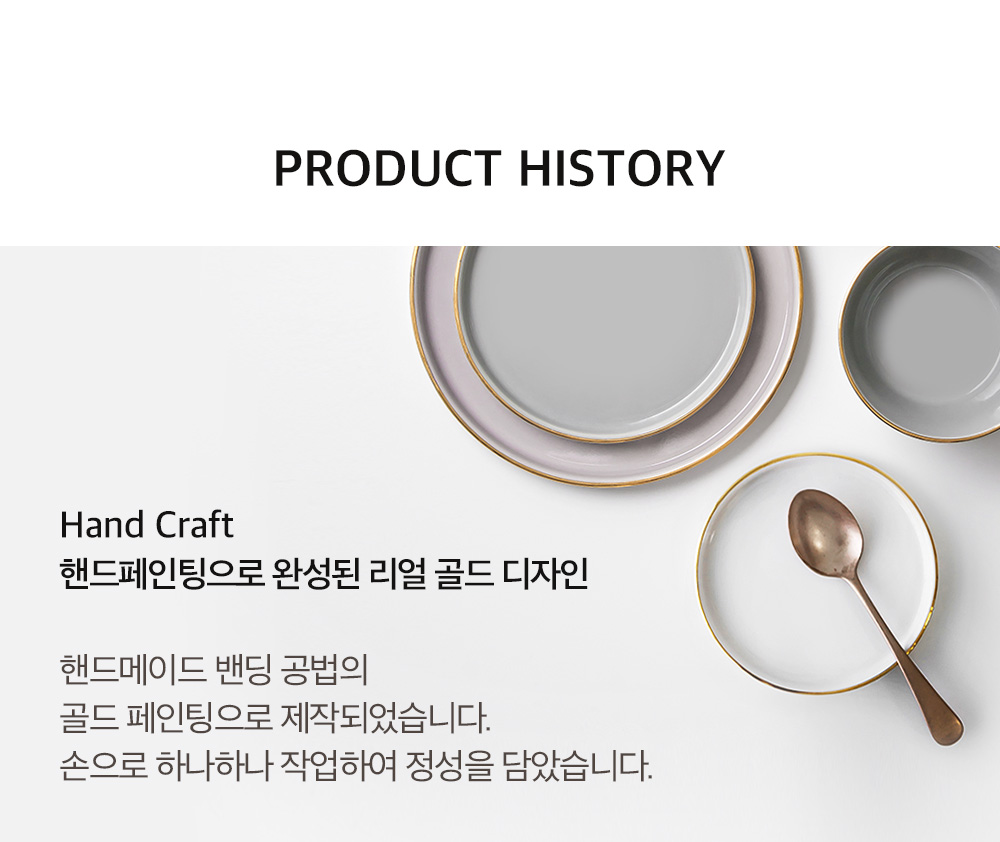 PRODUCT HISTORY
Hand Craft
핸드페인팅으로 완성된 리얼 골드 디자인
핸드메이드 밴딩 공법의
골드 페인팅으로 제작되었습니다.
손으로 하나하나 작업하여 정성을 담았습니다.